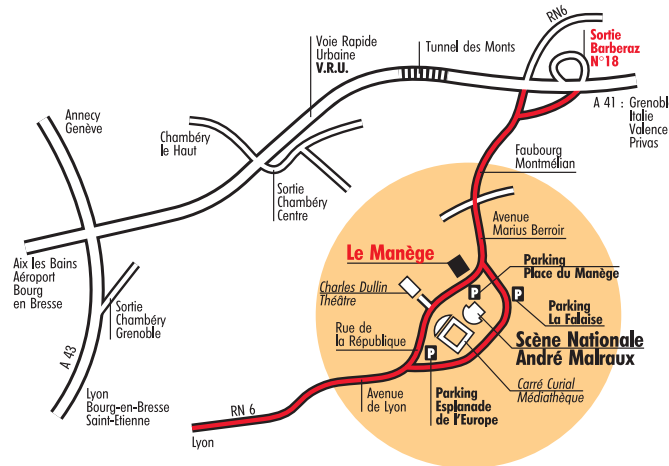 RN6
Sortie
Barberaz
N°18
Voie Rapide
Urbaine
V.R.U.
Tunnel des Monts
A 41 : Grenobl
Italie
Valence
Privas
Annecy
Genève
Chambéry
le Haut
Sortie
Chambéry
Centre
Faubourg
Montmélian
Avenue
Marius Berroir
Aix les Bains
Aéroport
Bourg
en Bresse
Le Manège
Parking
Place du Manège
P
P
Charles Dullin
Théâtre
Parking
La Falaise
Sortie
Chambéry
Grenoble
Rue de
la République
Scène Nationale
André Malraux
P
A 43
Carré Curial
Médiathèque
Lyon
Bourg-en-Bresse
Saint-Etienne
Avenue
de Lyon
Parking
Esplanade
de l'Europe
RN 6
Lyon